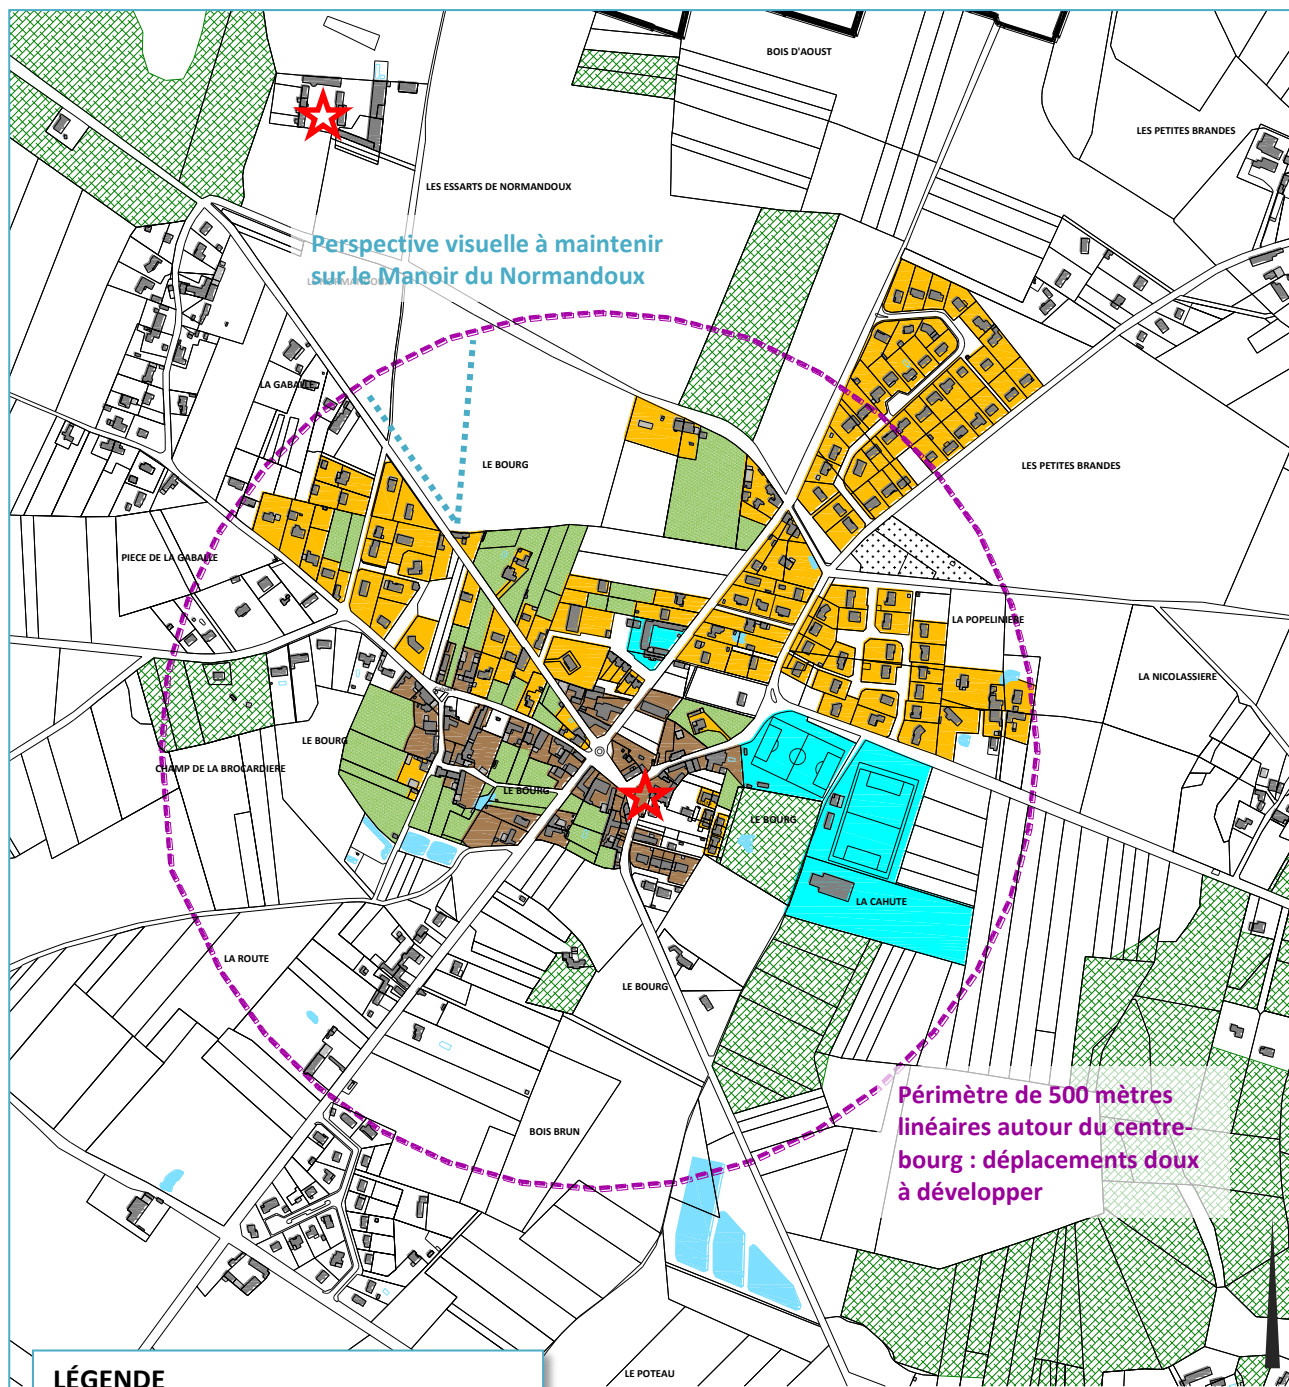 BOIS D'AOUST
LES PETITES BRANDES
LES ESSARTS DE NORMANDOUX
Perspective visuelle à maintenir
sur le Manoir du Normandoux
LA GABALLE
LE BOURG
LES PETITES BRANDES
PIECE DE LA GABALLE
LA POPELINIERE
LA NICOLASSIERE
LE BOURG
CHAMP DE LA BROCARDIERE
LE BOURG
LE BOURG
LA CAHUTE
LA ROUTE
LE BOURG
Périmètre de 500 mètres
linéaires autour du centre-
bourg : déplacements doux
à développer
BOIS BRUN
LE POTEAU
LÉGENDE